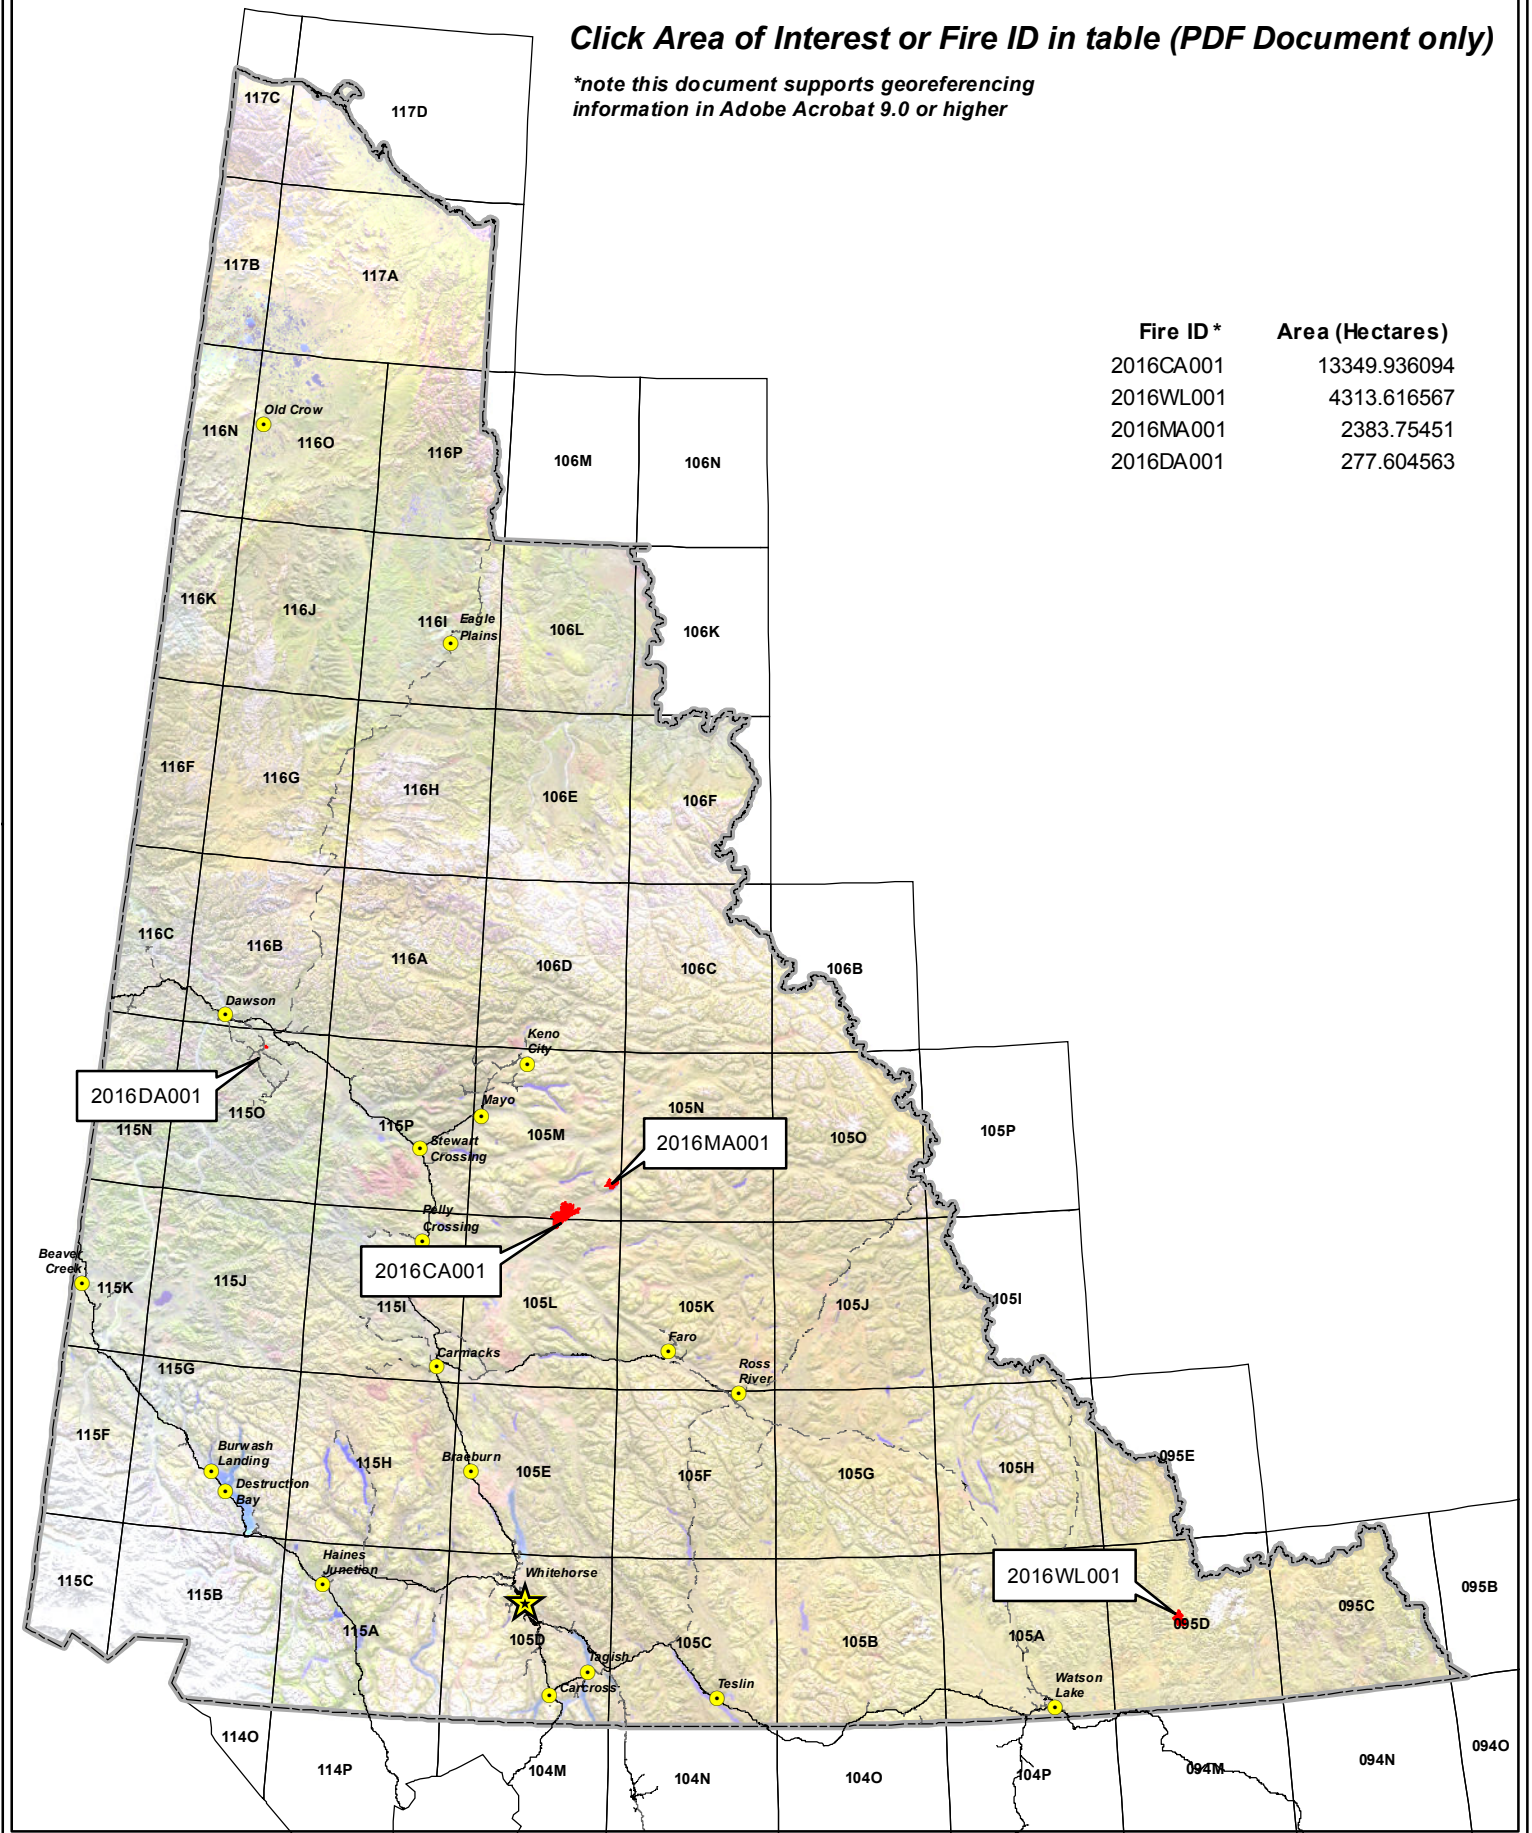 Click Area of Interest or Fire ID in table (PDF Document only)
*note this document supports georeferencing
information in Adobe Acrobat 9.0 or higher
117C
117D
117B
117A
Fire ID * Area (Hectares)
2016CA001 13349.936094
2016WL001 4313.616567
2016MA001 2383.75451
2016DA001 277.604563
Old Crow
116N
116O
116P
106M
106N
116K
116J
116I
Eagle
Plains
106L
106K
116F
116G
116H
106E
106F
116C
116B
116A
106D
106C
106B
Dawson
Keno
City
2016DA001
115N
115O
115P
Mayo
105M
105N
105O
105P
Stewart
Crossing
2016MA001
Pelly
Crossing
2016CA001
Beaver
Creek
115K
115J
115I
105L
105K
105J
105I
Faro
Carmacks
Ross
River
115G
115F
Burwash
Landing
Destruction
Bay
115H
Braeburn
105E
105F
105G
105H
095E
Haines
Junction
Whitehorse
2016WL001
115C
115B
115A
105D
105C
105B
105A
095D
095C
095B
Tagish
Carcross
Teslin
Watson
Lake
114O
114P
104M
104N
104O
104P
094M
094N
094O